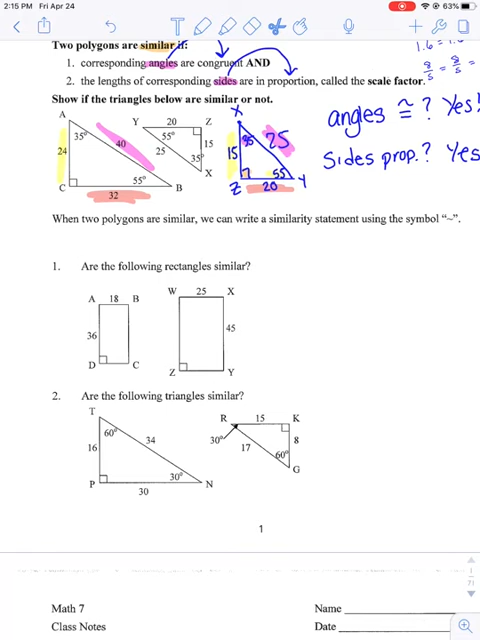 2:15 PM Fri Apr 24
63%
Two polygons are similar if:
1. corresponding angles are congruent AND
2. the lengths of corresponding sides are in proportion, called the scale factor.
8/5 = 8/5 =
Show if the triangles below are similar or not.
angles ≅ ? Yes!
sides prop.? Yes
A
35°
24
40
C
55°
32
B
Y
20
Z
55°
25
15
35°
X
X
35
25
15
55
Z
20
Y
When two polygons are similar, we can write a similarity statement using the symbol “~”.
1. Are the following rectangles similar?
A 18 B
36
D C
W 25 X
45
Z Y
2. Are the following triangles similar?
T
60°
16
34
P
30°
N
30
R 15 K
30°
17
8
60°
G
1
Math 7
Class Notes
Name
Date